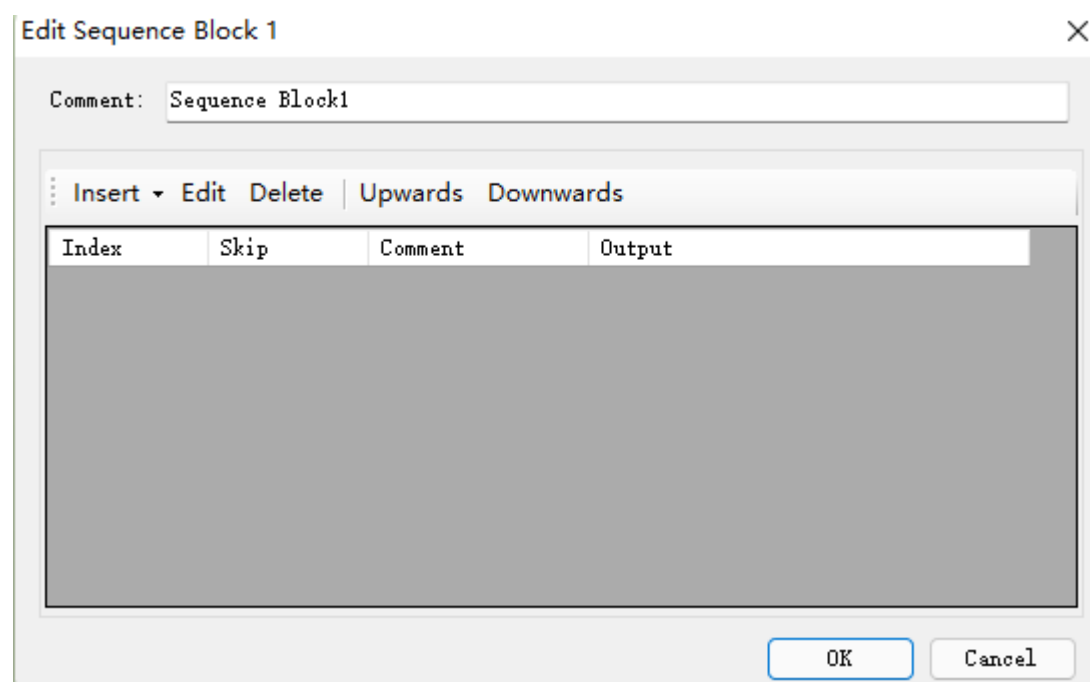 Edit Sequence Block 1
Comment: Sequence Block1
Insert Edit Delete Upwards Downwards
Index Skip Comment Output
OK Cancel